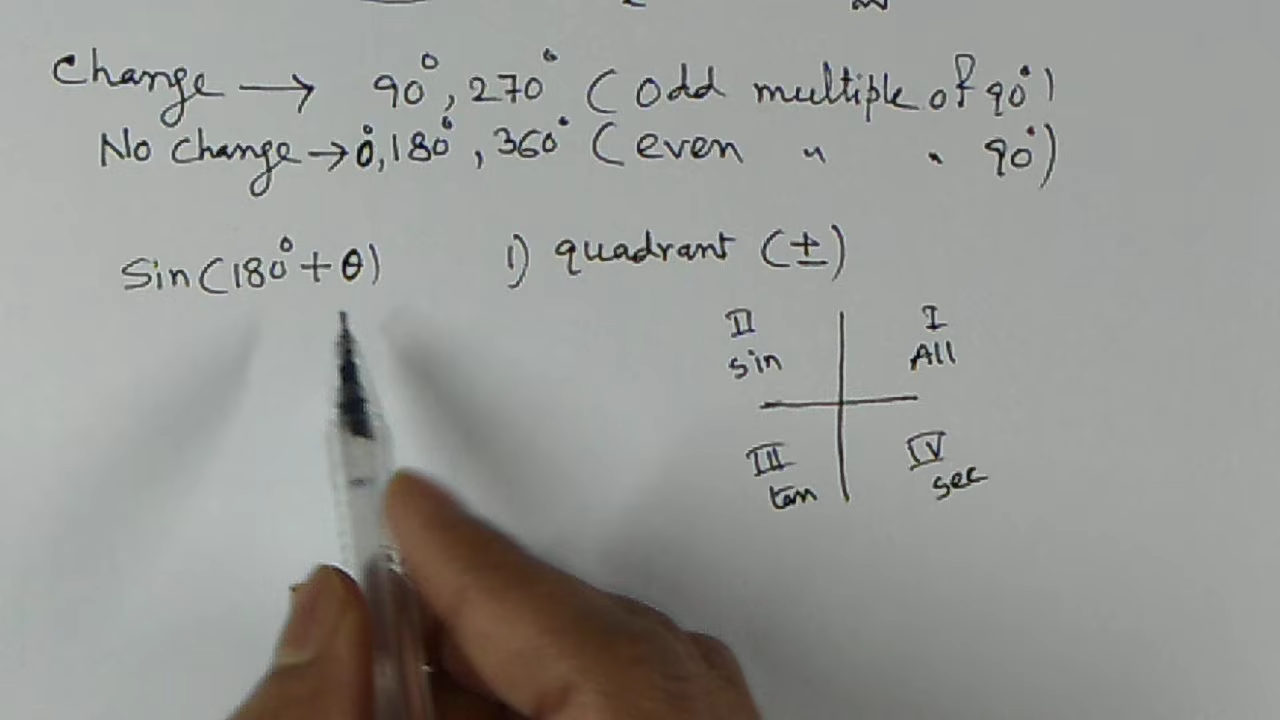 Change → 90°, 270° (Odd multiple of 90°)
No change → 0°, 180°, 360° (even " " 90°)
Sin(180° + θ)
1) quadrant (±)
II
sin
I
All
III
tan
IV
sec